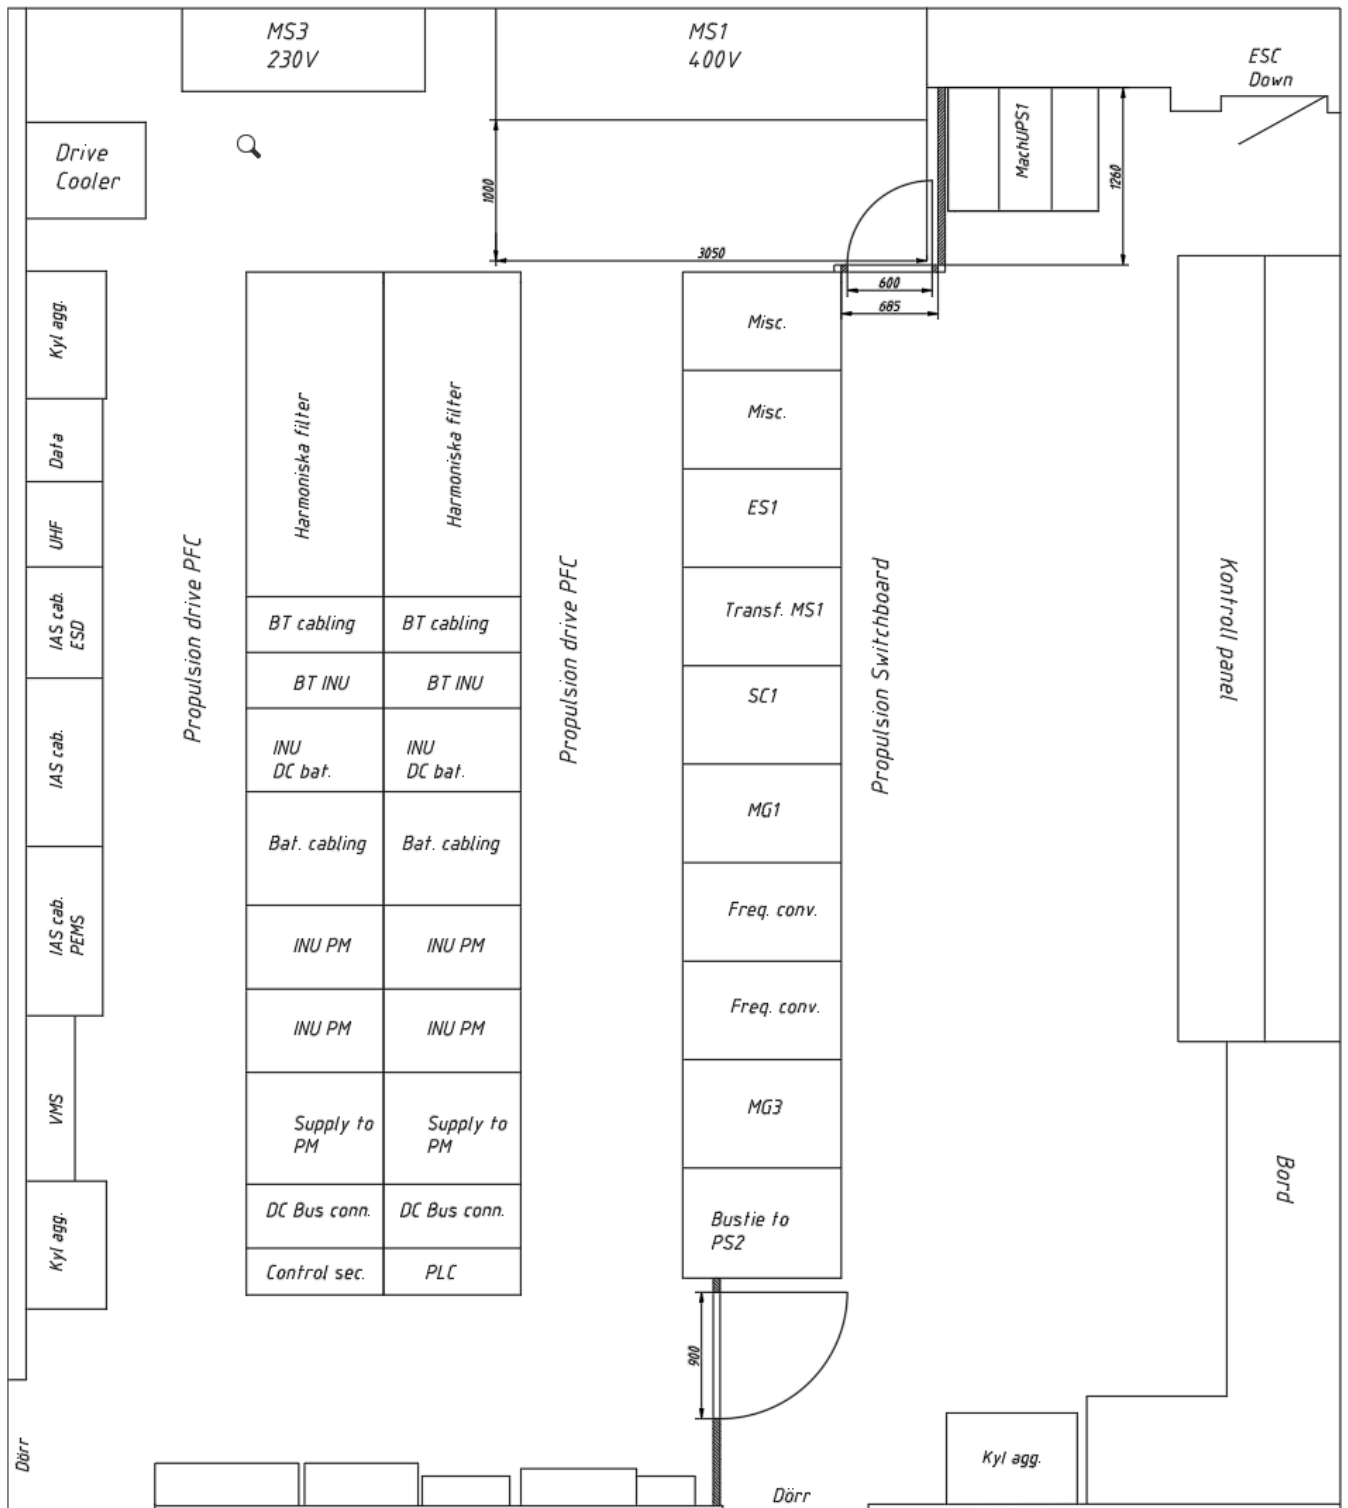 MS3
230V
MS1
400V
ESC
Down
MachUPS1
Drive
Cooler
1000
1260
3050
600
685
Kyl agg.
Data
UHF
IAS cab.
ESD
IAS cab.
IAS cab.
PEMS
VMS
Kyl agg.
Propulsion drive PFC
Harmoniska filter
Harmoniska filter
BT cabling
BT cabling
BT INU
BT INU
INU
DC bat.
INU
DC bat.
Bat. cabling
Bat. cabling
INU PM
INU PM
INU PM
INU PM
Supply to
PM
Supply to
PM
DC Bus conn.
DC Bus conn.
Control sec.
PLC
Propulsion drive PFC
Misc.
Misc.
ES1
Transf. MS1
SC1
MG1
Freq. conv.
Freq. conv.
MG3
Bustie to
PS2
Propulsion Switchboard
Kontroll panel
Bord
900
Kyl agg.
Dörr
Dörr